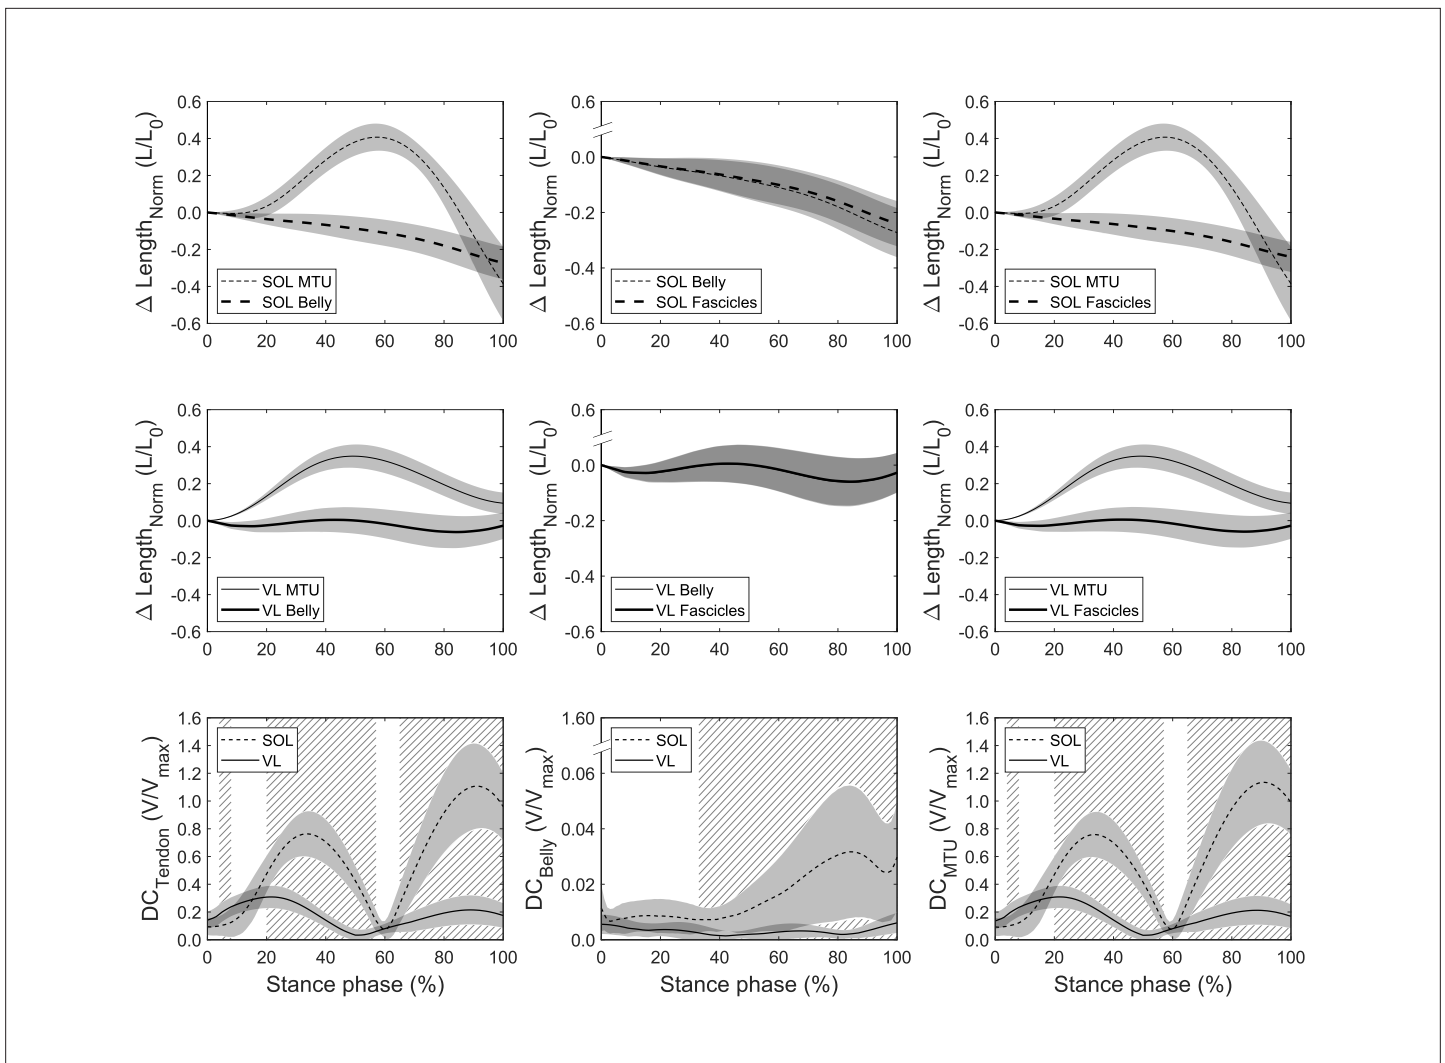 Δ Length_Norm (L/L_0)
0.6
0.4
0.2
0.0
-0.2
-0.4
-0.6
SOL MTU
SOL Belly
0 20 40 60 80 100
Δ Length_Norm (L/L_0)
0.6
0.0
-0.2
-0.4
-0.6
SOL Belly
SOL Fascicles
0 20 40 60 80 100
Δ Length_Norm (L/L_0)
0.6
0.4
0.2
0.0
-0.2
-0.4
-0.6
SOL MTU
SOL Fascicles
0 20 40 60 80 100
Δ Length_Norm (L/L_0)
0.6
0.4
0.2
0.0
-0.2
-0.4
-0.6
VL MTU
VL Belly
0 20 40 60 80 100
Δ Length_Norm (L/L_0)
0.6
0.0
-0.2
-0.4
-0.6
VL Belly
VL Fascicles
0 20 40 60 80 100
Δ Length_Norm (L/L_0)
0.6
0.4
0.2
0.0
-0.2
-0.4
-0.6
VL MTU
VL Fascicles
0 20 40 60 80 100
DC_Tendon (V/V_max)
1.6
1.4
1.2
1.0
0.8
0.6
0.4
0.2
0.0
SOL
VL
0 20 40 60 80 100
Stance phase (%)
DC_Belly (V/V_max)
1.60
0.06
0.04
0.02
0.0
SOL
VL
0 20 40 60 80 100
Stance phase (%)
DC_MTU (V/V_max)
1.6
1.4
1.2
1.0
0.8
0.6
0.4
0.2
0.0
SOL
VL
0 20 40 60 80 100
Stance phase (%)